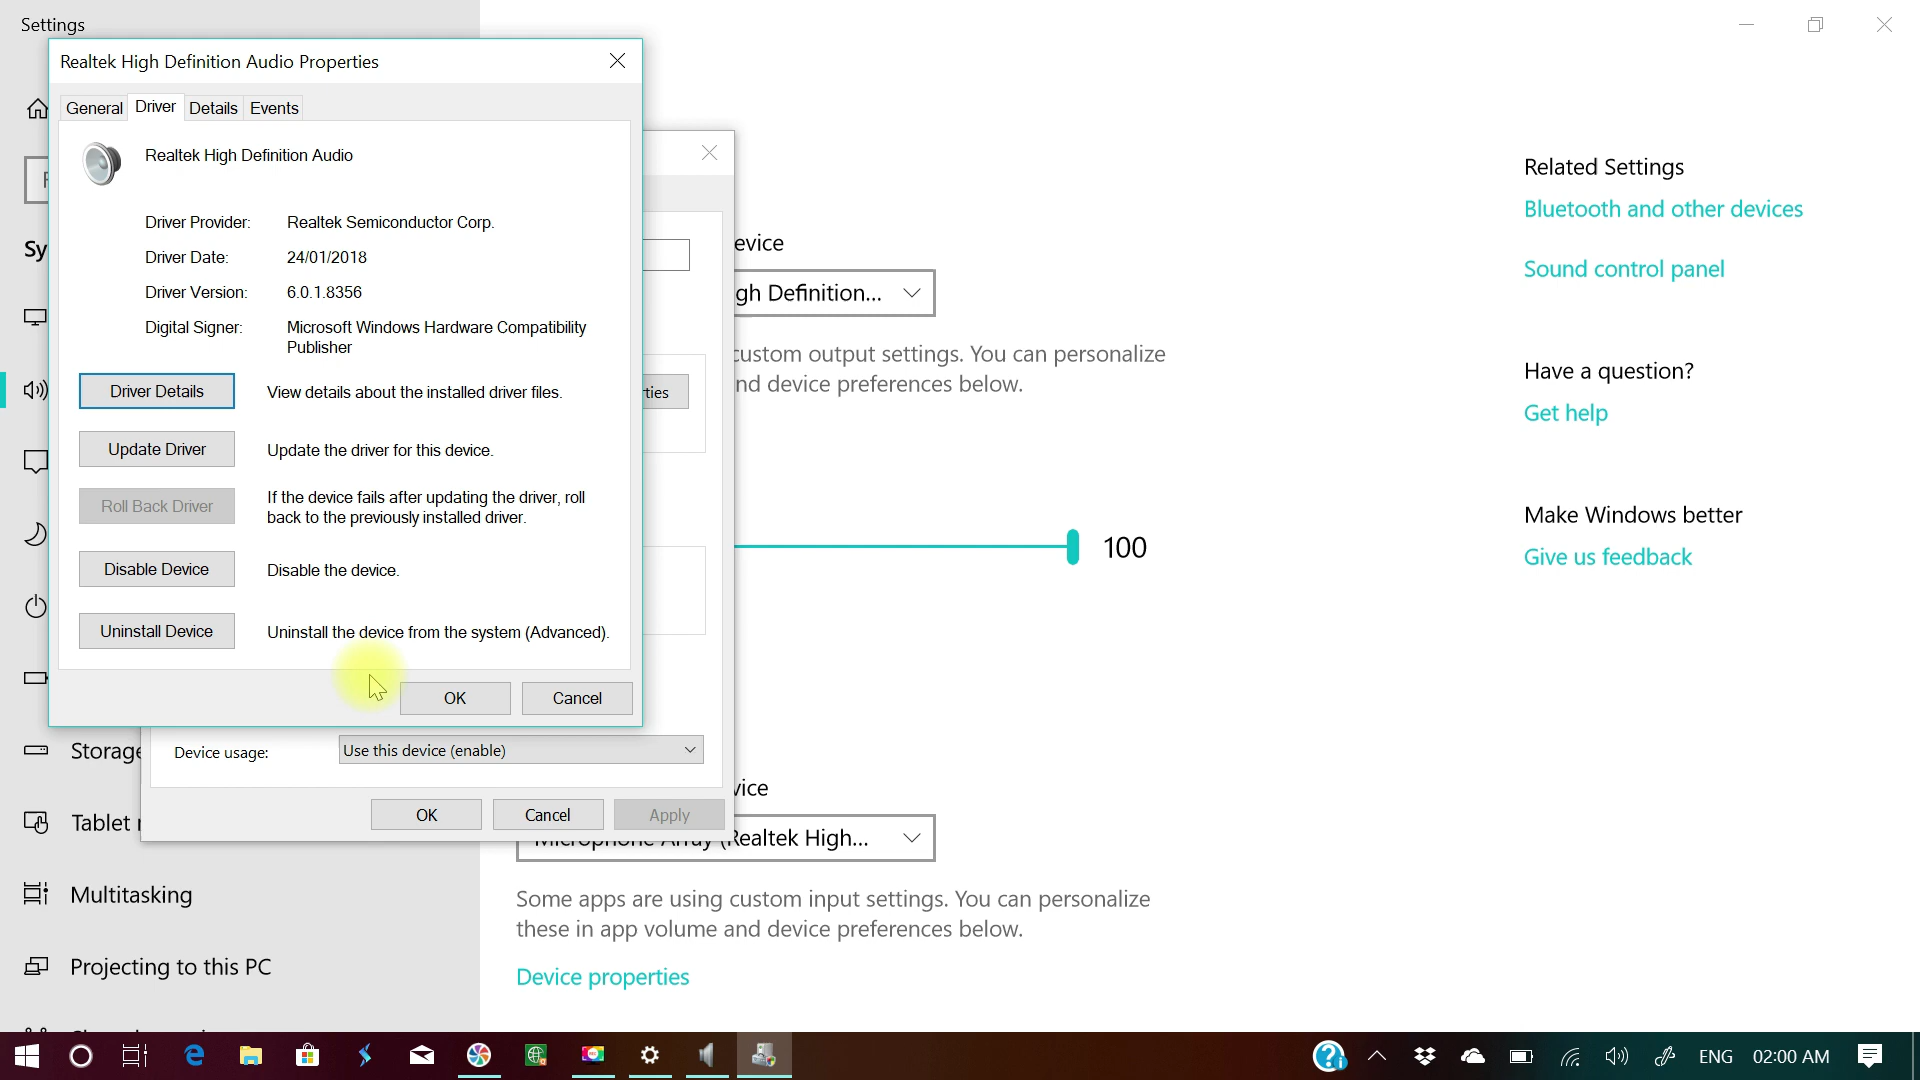 Settings
Realtek High Definition Audio Properties
General
Driver
Details
Events
Realtek High Definition Audio
Driver Provider:
Realtek Semiconductor Corp.
Driver Date:
24/01/2018
Driver Version:
6.0.1.8356
Digital Signer:
Microsoft Windows Hardware Compatibility
Publisher
Driver Details
View details about the installed driver files.
Update Driver
Update the driver for this device.
Roll Back Driver
If the device fails after updating the driver, roll
back to the previously installed driver.
Disable Device
Disable the device.
Uninstall Device
Uninstall the device from the system (Advanced).
OK
Cancel
Sy
ties
Device usage:
Use this device (enable)
OK
Cancel
Apply
Storage
Tablet
Multitasking
Projecting to this PC
evice
gh Definition...
custom output settings. You can personalize
nd device preferences below.
100
vice
Microphone Array (Realtek High...
Some apps are using custom input settings. You can personalize
these in app volume and device preferences below.
Device properties
Related Settings
Bluetooth and other devices
Sound control panel
Have a question?
Get help
Make Windows better
Give us feedback
ENG
02:00 AM